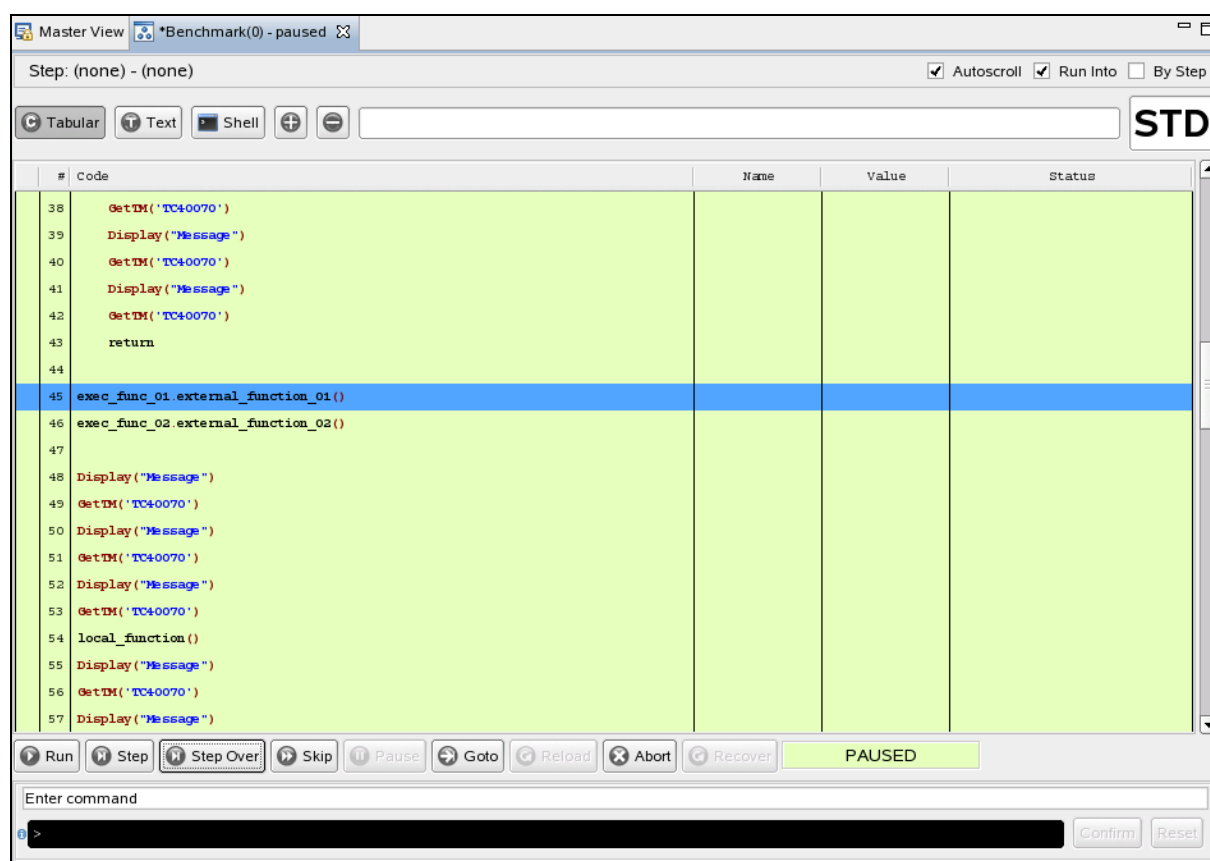 Master View *Benchmark(0) - paused
Step: (none) - (none) Autoscroll Run Into By Step
Tabular Text Shell STD
# Code Name Value Status
38 GetTM('TC40070')
39 Display("Message")
40 GetTM('TC40070')
41 Display("Message")
42 GetTM('TC40070')
43 return
44
45 exec_func_01.external_function_01()
46 exec_func_02.external_function_02()
47
48 Display("Message")
49 GetTM('TC40070')
50 Display("Message")
51 GetTM('TC40070')
52 Display("Message")
53 GetTM('TC40070')
54 local_function()
55 Display("Message")
56 GetTM('TC40070')
57 Display("Message")
Run Step Step Over Skip Pause Goto Reload Abort Recover PAUSED
Enter command
> Confirm Reset